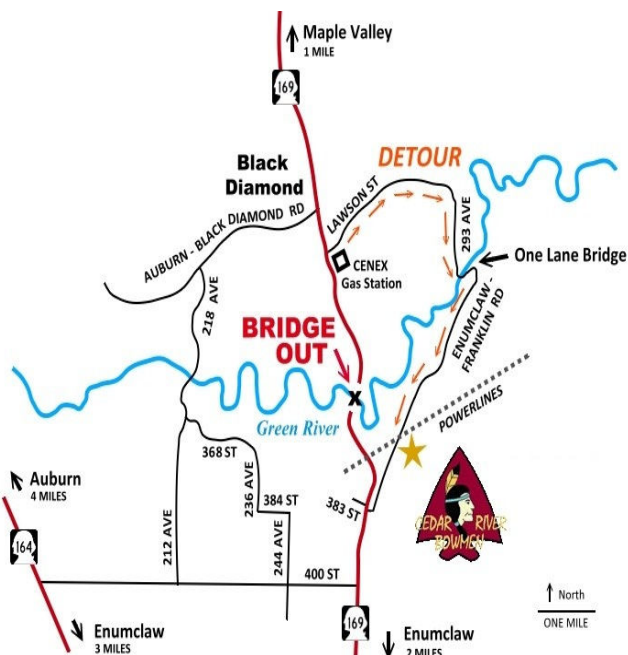 Maple Valley
1 MILE
169
Black
Diamond
DETOUR
LAWSON ST
293 AVE
AUBURN - BLACK DIAMOND RD
CENEX
Gas Station
One Lane Bridge
218 AVE
ENUMCLAW -
FRANKLIN RD
BRIDGE
OUT
X
Green River
POWERLINES
368 ST
236 AVE
384 ST
383 ST
Auburn
4 MILES
164
212 AVE
244 AVE
CEDAR RIVER
BOWMEN
400 ST
North
ONE MILE
Enumclaw
3 MILES
169
Enumclaw
2 MILES